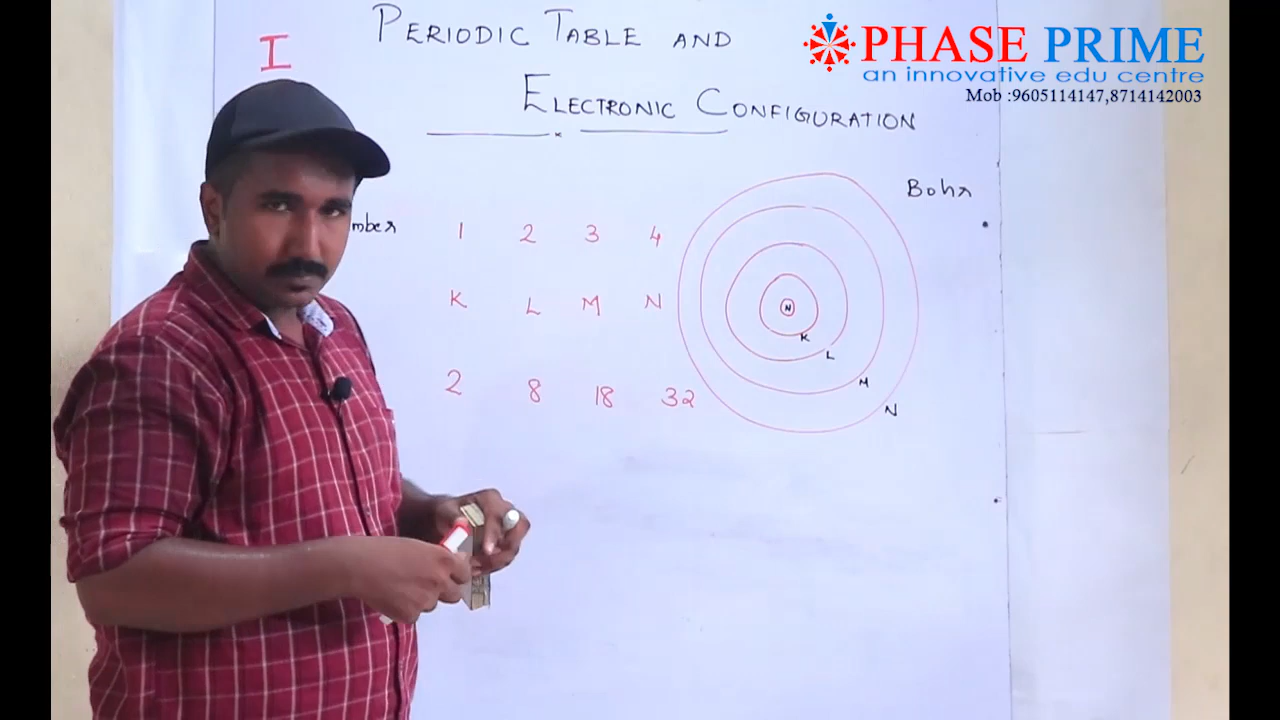 I
PERIODIC TABLE AND
ELECTRONIC CONFIGURATION
PHASE PRIME
an innovative edu centre
Mob :9605114147,8714142003
Bohr
mber 1 2 3 4
K L M N
2 8 18 32
N
K
L
M
N